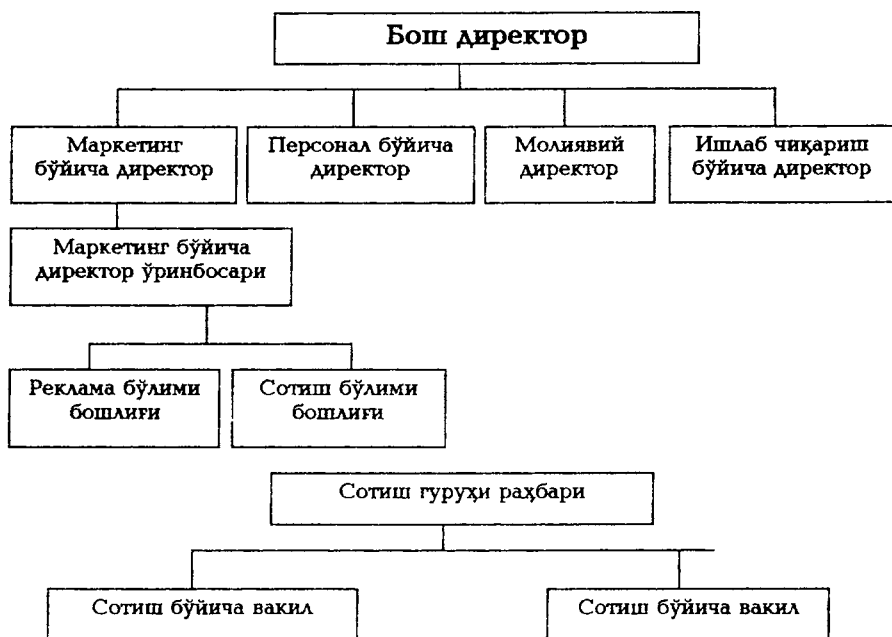 Бош директор
Маркетинг
бўйича директор
Персонал бўйича
директор
Молиявий
директор
Ишлаб чиқариш
бўйича директор
Маркетинг бўйича
директор ўринбосари
Реклама бўлими
бошлиғи
Сотиш бўлими
бошлиғи
Сотиш гуруҳи раҳбари
Сотиш бўйича вакил
Сотиш бўйича вакил